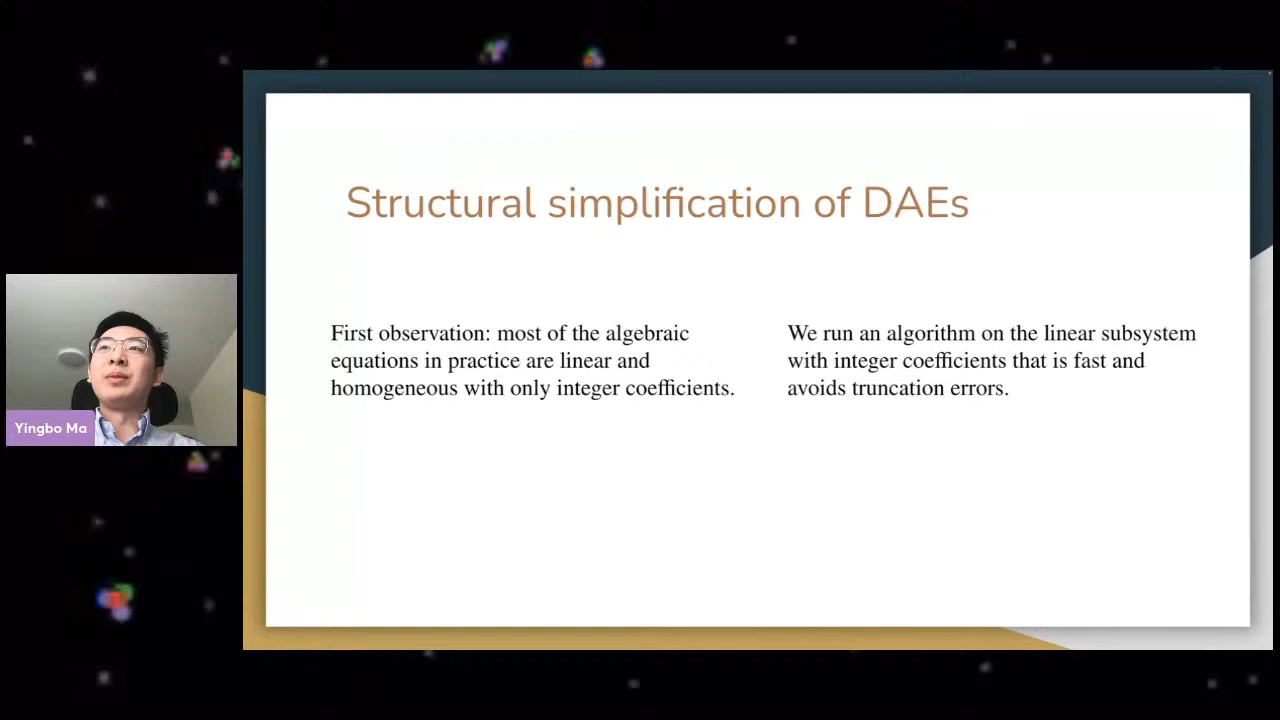 Structural simplification of DAEs
First observation: most of the algebraic
equations in practice are linear and
homogeneous with only integer coefficients.
We run an algorithm on the linear subsystem
with integer coefficients that is fast and
avoids truncation errors.
Yingbo Ma